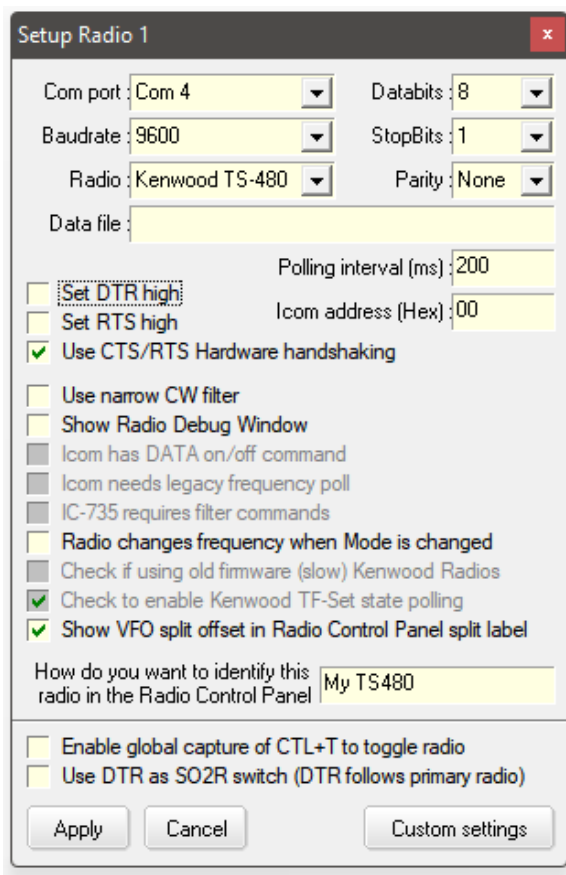 Setup Radio 1
x
Com port : Com 4 Databits : 8
Baudrate : 9600 StopBits : 1
Radio : Kenwood TS-480 Parity : None
Data file :
Polling interval (ms) : 200
Set DTR high
Icom address (Hex) : 00
Set RTS high
Use CTS/RTS Hardware handshaking
Use narrow CW filter
Show Radio Debug Window
Icom has DATA on/off command
Icom needs legacy frequency poll
IC-735 requires filter commands
Radio changes frequency when Mode is changed
Check if using old firmware (slow) Kenwood Radios
Check to enable Kenwood TF-Set state polling
Show VFO split offset in Radio Control Panel split label
How do you want to identify this
radio in the Radio Control Panel My TS480
Enable global capture of CTL+T to toggle radio
Use DTR as SO2R switch (DTR follows primary radio)
Apply Cancel Custom settings